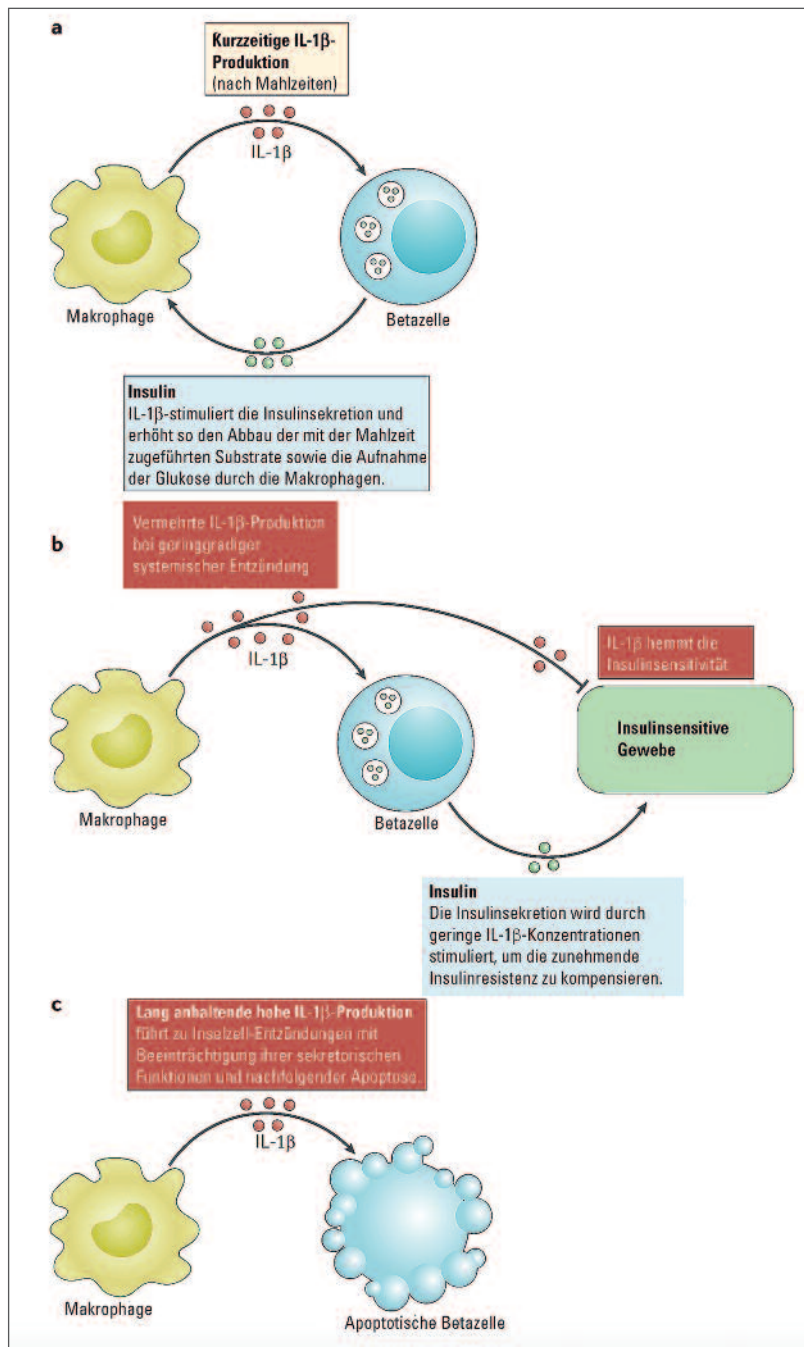 a
Kurzzeitige IL-1β-
Produktion
(nach Mahlzeiten)
IL-1β
Makrophage
Betazelle
Insulin
IL-1β-stimuliert die Insulinsekretion und
erhöht so den Abbau der mit der Mahlzeit
zugeführten Substrate sowie die Aufnahme
der Glukose durch die Makrophagen.
b
Vermehrte IL-1β-Produktion
bei geringgradiger
systemischer Entzündung
IL-1β
IL-1β hemmt die
Insulinsensitivität
Insulinsensitive
Gewebe
Makrophage
Betazelle
Insulin
Die Insulinsekretion wird durch
geringe IL-1β-Konzentrationen
stimuliert, um die zunehmende
Insulinresistenz zu kompensieren.
c
Lang anhaltende hohe IL-1β-Produktion
führt zu Inselzell-Entzündungen mit
Beeinträchtigung ihrer sekretorischen
Funktionen und nachfolgender Apoptose.
IL-1β
Makrophage
Apoptotische Betazelle